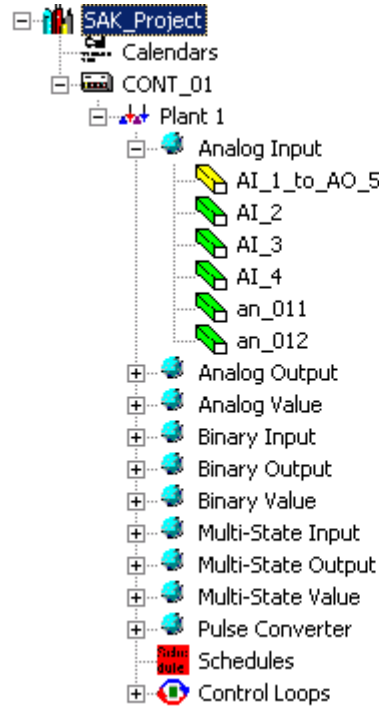 SAK_Project
Calendars
CONT_01
Plant 1
Analog Input
AI_1_to_AO_5
AI_2
AI_3
AI_4
an_011
an_012
Analog Output
Analog Value
Binary Input
Binary Output
Binary Value
Multi-State Input
Multi-State Output
Multi-State Value
Pulse Converter
Schedules
Control Loops